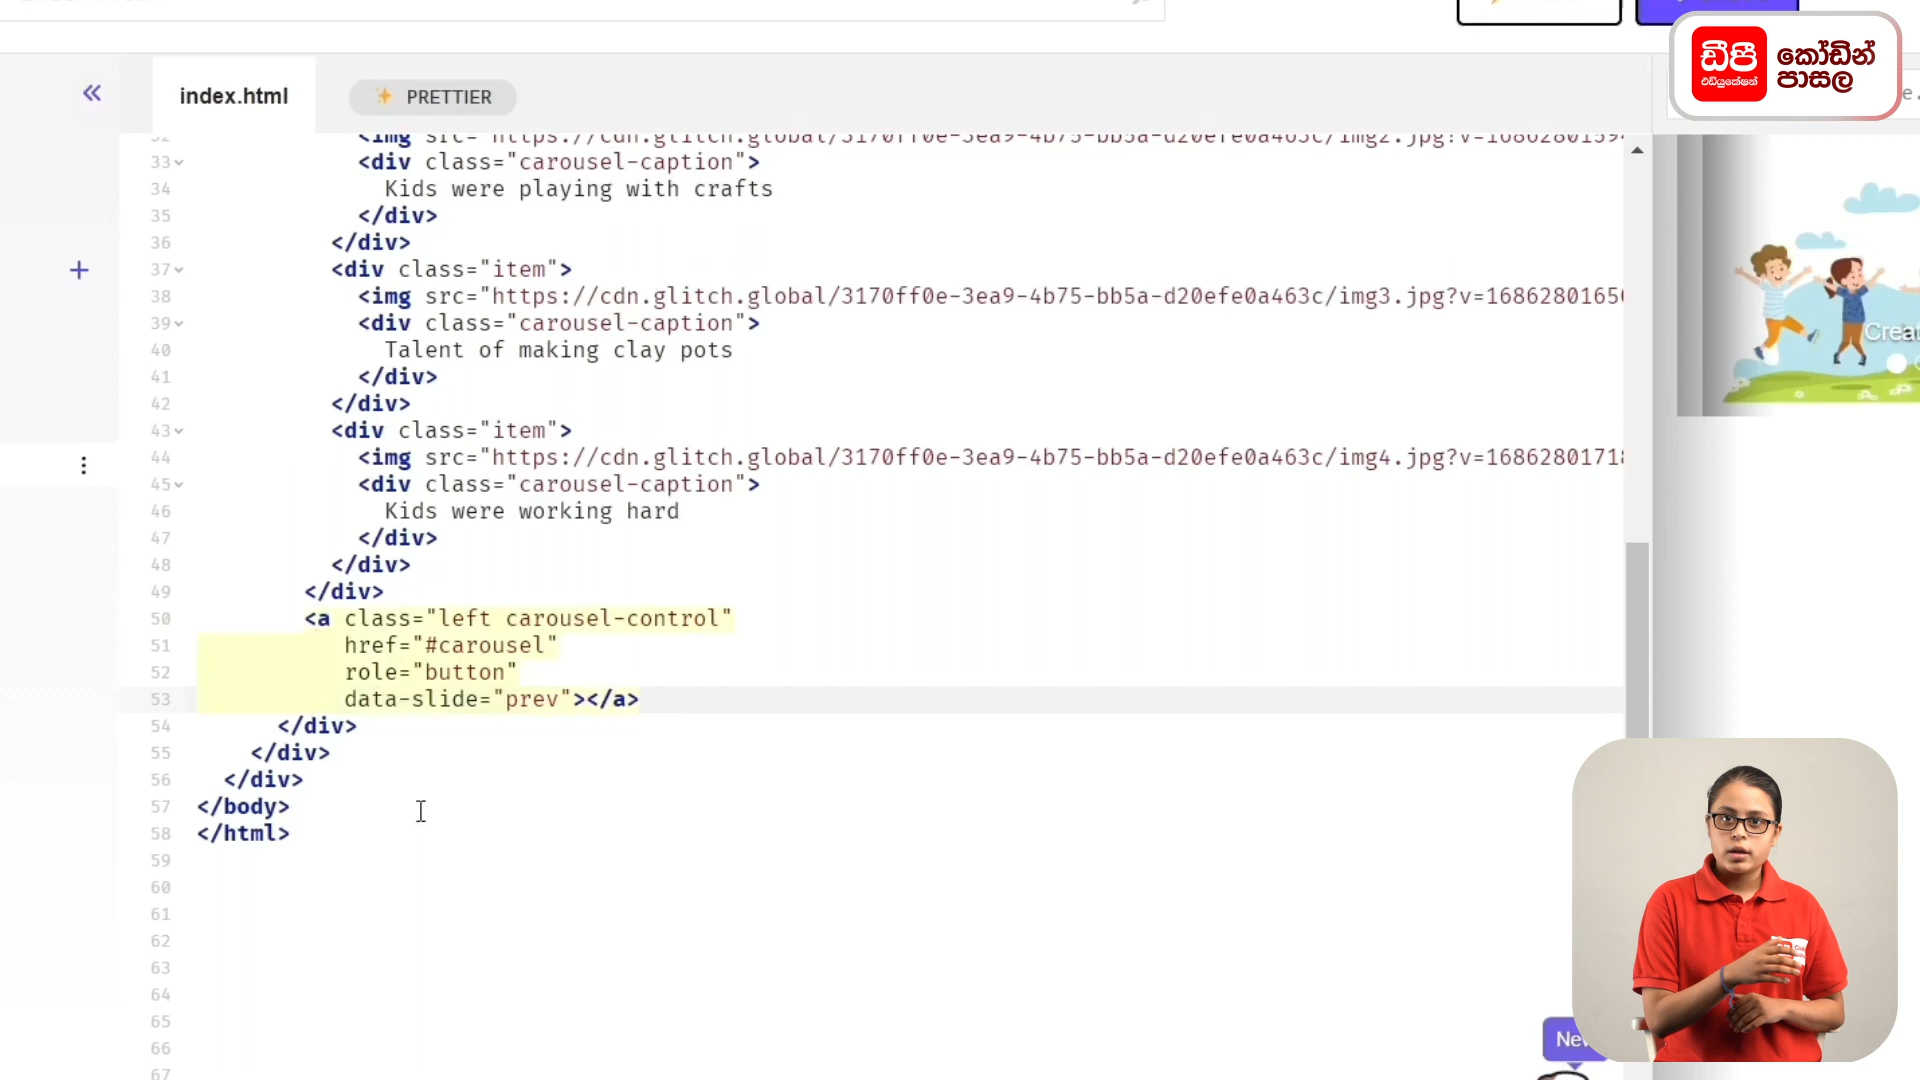 ඩීපී
එඩියුකේෂන්
කෝඩින්
පාසල
index.html
PRETTIER
33 <div class="carousel-caption">
34 Kids were playing with crafts
35 </div>
36 </div>
37 <div class="item">
38 <img src="https://cdn.glitch.global/3170ff0e-3ea9-4b75-bb5a-d20efe0a463c/img3.jpg?v=168628016
39 <div class="carousel-caption">
40 Talent of making clay pots
41 </div>
42 </div>
43 <div class="item">
44 <img src="https://cdn.glitch.global/3170ff0e-3ea9-4b75-bb5a-d20efe0a463c/img4.jpg?v=168628017
45 <div class="carousel-caption">
46 Kids were working hard
47 </div>
48 </div>
49 </div>
50 <a class="left carousel-control"
51 href="#carousel"
52 role="button"
53 data-slide="prev"></a>
54 </div>
55 </div>
56 </div>
57 </body>
58 </html>
59
60
61
62
63
64
65
66
67